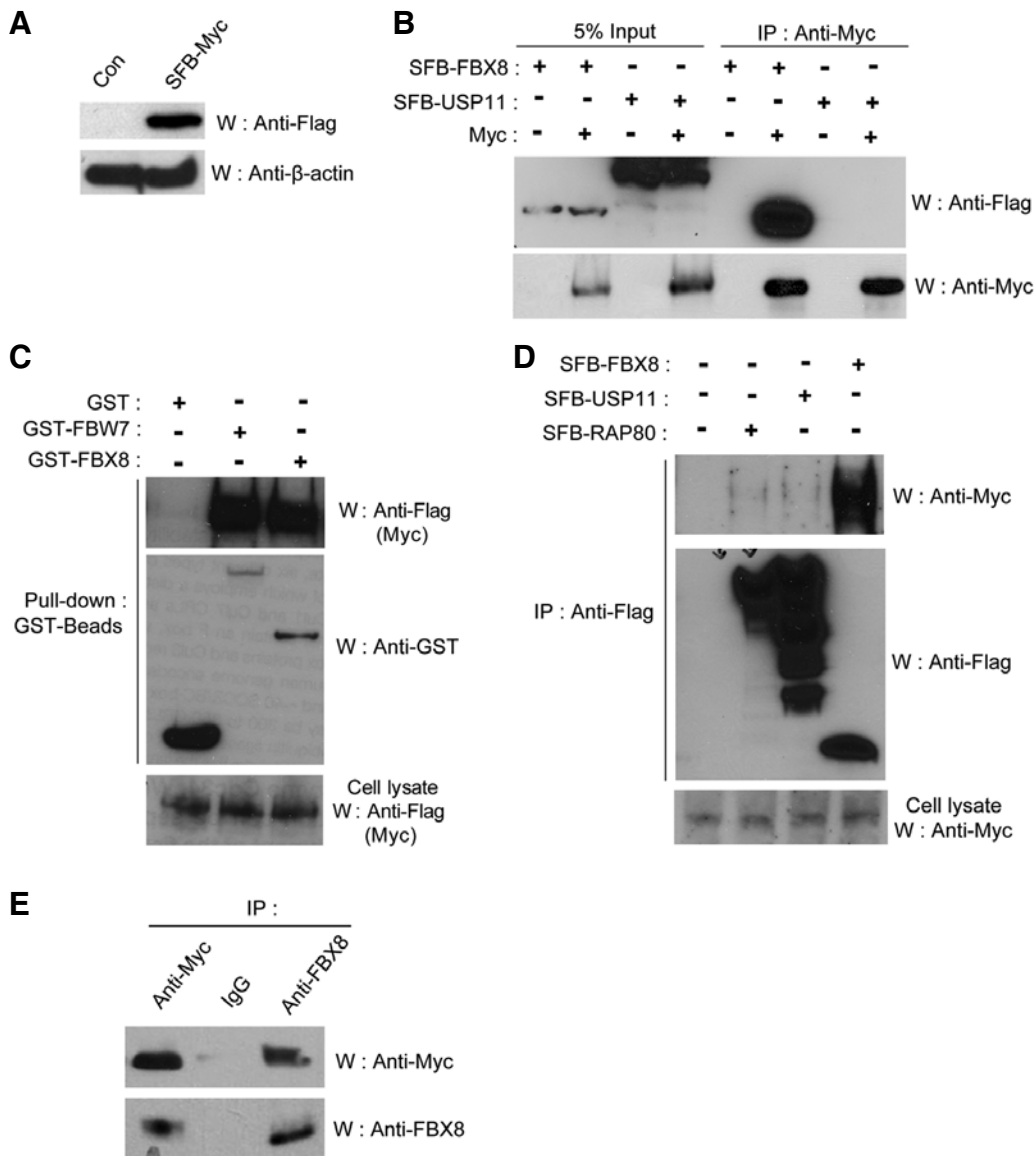 A
Con
SFB-Myc
W : Anti-Flag
W : Anti-β-actin
B
5% Input
IP : Anti-Myc
SFB-FBX8 : + + - - + + - -
SFB-USP11 : - - + + - - + +
Myc : - + - + - + - +
W : Anti-Flag
W : Anti-Myc
C
GST : + - -
GST-FBW7 : - + -
GST-FBX8 : - - +
W : Anti-Flag
(Myc)
Pull-down :
GST-Beads
W : Anti-GST
Cell lysate
W : Anti-Flag
(Myc)
D
SFB-FBX8 : - - - +
SFB-USP11 : - - + -
SFB-RAP80 : - + - -
W : Anti-Myc
IP : Anti-Flag
W : Anti-Flag
Cell lysate
W : Anti-Myc
E
IP :
Anti-Myc
IgG
Anti-FBX8
W : Anti-Myc
W : Anti-FBX8